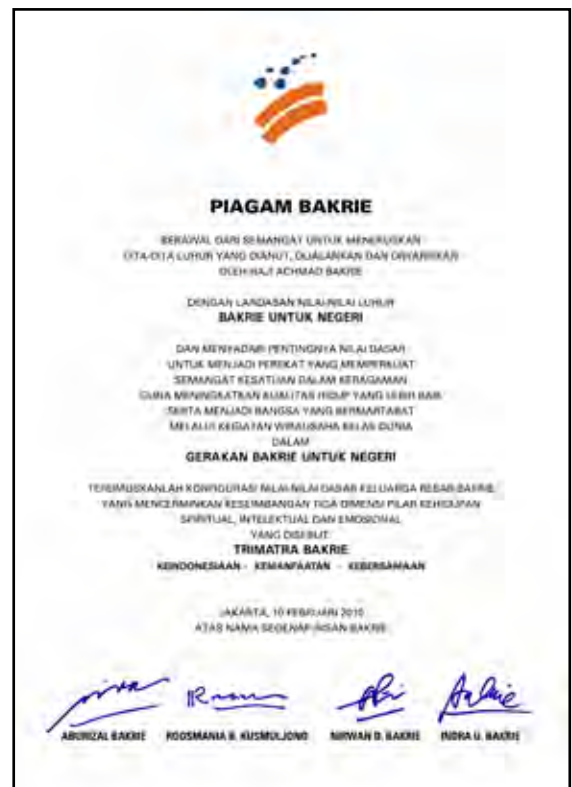 PIAGAM BAKRIE
BERAWAL DARI SEMANGAT UNTUK MENERUSKAN
CITA-CITA LUHUR YANG DIANUT, DIJALANKAN DAN DIWARISKAN
OLEH HAJI ACHMAD BAKRIE
DENGAN LANDASAN NILAI-NILAI LUHUR
BAKRIE UNTUK NEGERI
DAN MENYADARI PENTINGNYA NILAI DASAR
UNTUK MENJADI PEREKAT YANG MEMPERKUAT
SEMANGAT KESATUAN DALAM KERAGAMAN
GUNA MENINGKATKAN KUALITAS HIDUP YANG LEBIH BAIK
SERTA MENJADI BANGSA YANG BERMARTABAT
MELALUI KEGIATAN WIRAUSAHA KELAS DUNIA
DALAM
GERAKAN BAKRIE UNTUK NEGERI
TERUMUSKANLAH KONFIGURASI NILAI-NILAI DASAR KELUARGA BESAR BAKRIE
YANG MENCERMINKAN KESEIMBANGAN TIGA DIMENSI PILAR KEHIDUPAN
SPIRITUAL, INTELEKTUAL DAN EMOSIONAL
YANG DISEBUT
TRIMATRA BAKRIE
KEINDONESIAAN - KEMANFAATAN - KEBERSAMAAN
JAKARTA, 10 FEBRUARI 2010
ATAS NAMA SEGENAP INSAN BAKRIE
ABURIZAL BAKRIE ROOSMANIA B. KUSMULJONO NIRWAN D. BAKRIE INDRA U. BAKRIE